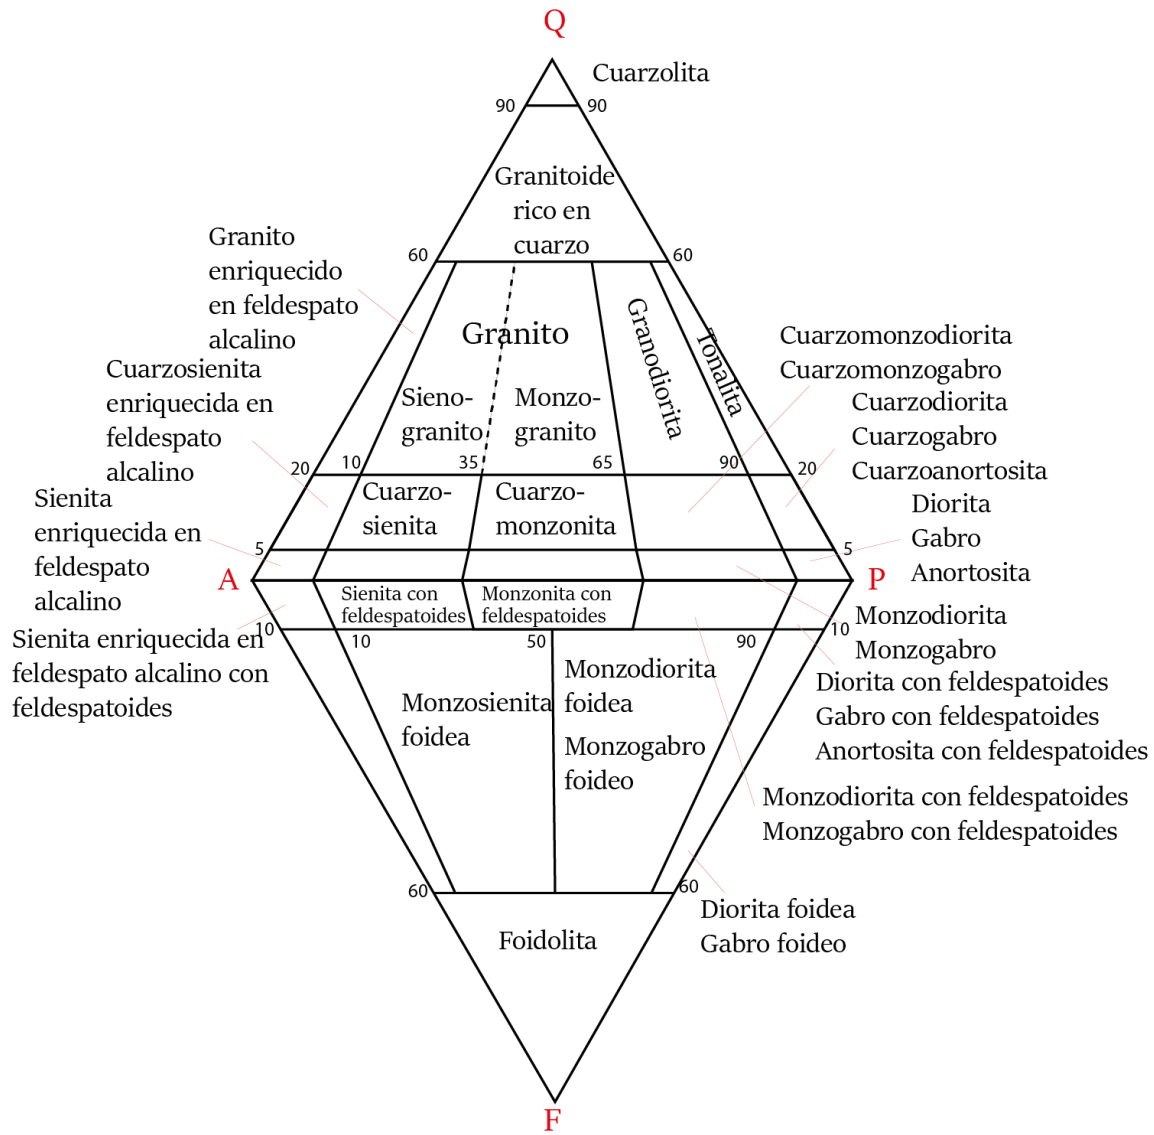 Q
Cuarzolita
90
90
Granitoide
rico en
cuarzo
60
60
Granito
enriquecido
en feldespato
alcalino
Granito
Granodiorita
Tonalita
Cuarzomonzodiorita
Cuarzomonzogabro
Cuarzosienita
enriquecida en
feldespato
alcalino
Sieno-
granito
Monzo-
granito
Cuarzodiorita
Cuarzogabro
Cuarzoanortosita
20
10
35
65
90
20
Cuarzo-
sienita
Cuarzo-
monzonita
Sienita
enriquecida en
feldespato
alcalino
Diorita
Gabro
Anortosita
5
5
A
P
Sienita con
feldespatoides
Monzonita con
feldespatoides
Monzodiorita
Monzogabro
10
10
Sienita enriquecida en
feldespato alcalino con
feldespatoides
10
50
90
Monzosienita
foidea
Monzodiorita
foidea
Monzogabro
foideo
Diorita con feldespatoides
Gabro con feldespatoides
Anortosita con feldespatoides
Monzodiorita con feldespatoides
Monzogabro con feldespatoides
60
60
Diorita foidea
Gabro foideo
Foidolita
F